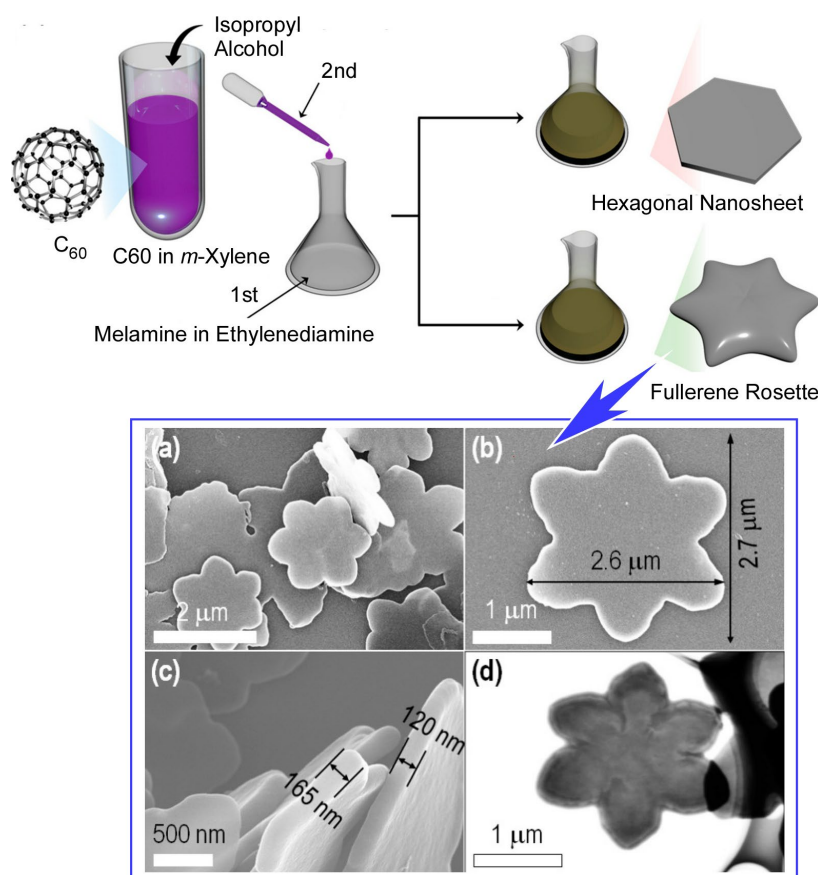 Isopropyl
Alcohol
2nd
C60
C60 in m-Xylene
1st
Melamine in Ethylenediamine
Hexagonal Nanosheet
Fullerene Rosette
(a)
2 μm
(b)
2.6 μm
2.7 μm
1 μm
(c)
120 nm
165 nm
500 nm
(d)
1 μm